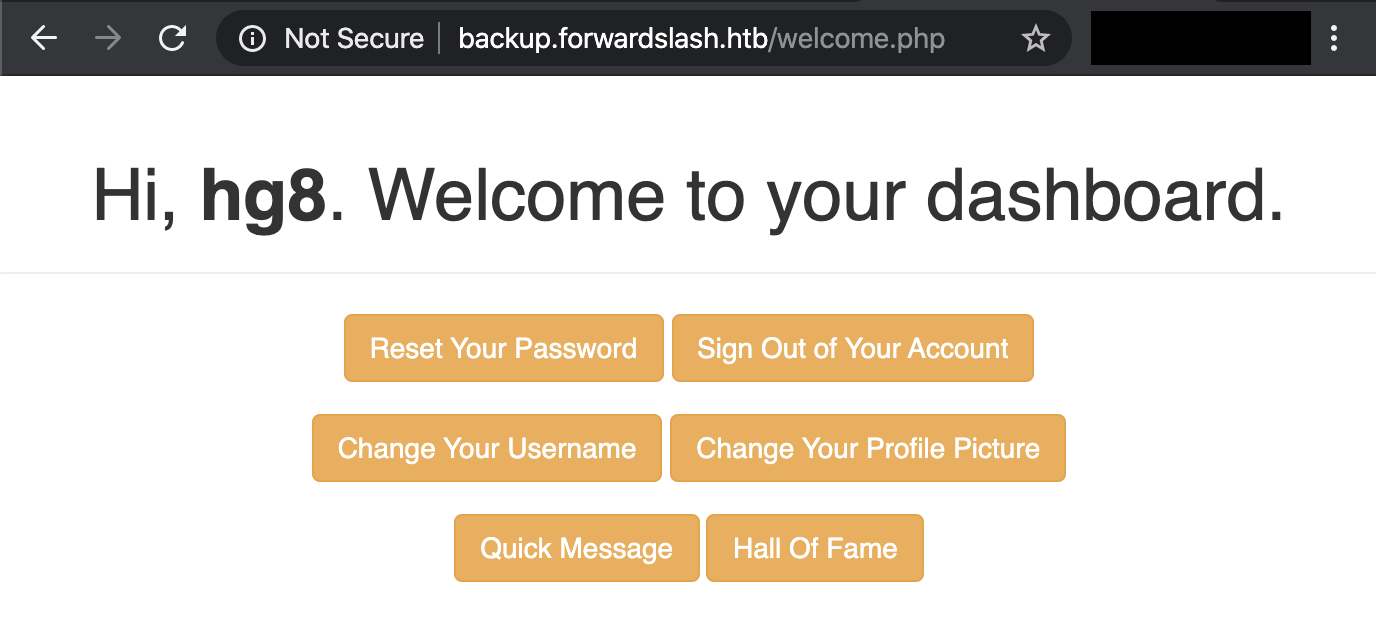 Not Secure | backup.forwardslash.htb/welcome.php
Hi, hg8. Welcome to your dashboard.
Reset Your Password Sign Out of Your Account
Change Your Username Change Your Profile Picture
Quick Message Hall Of Fame